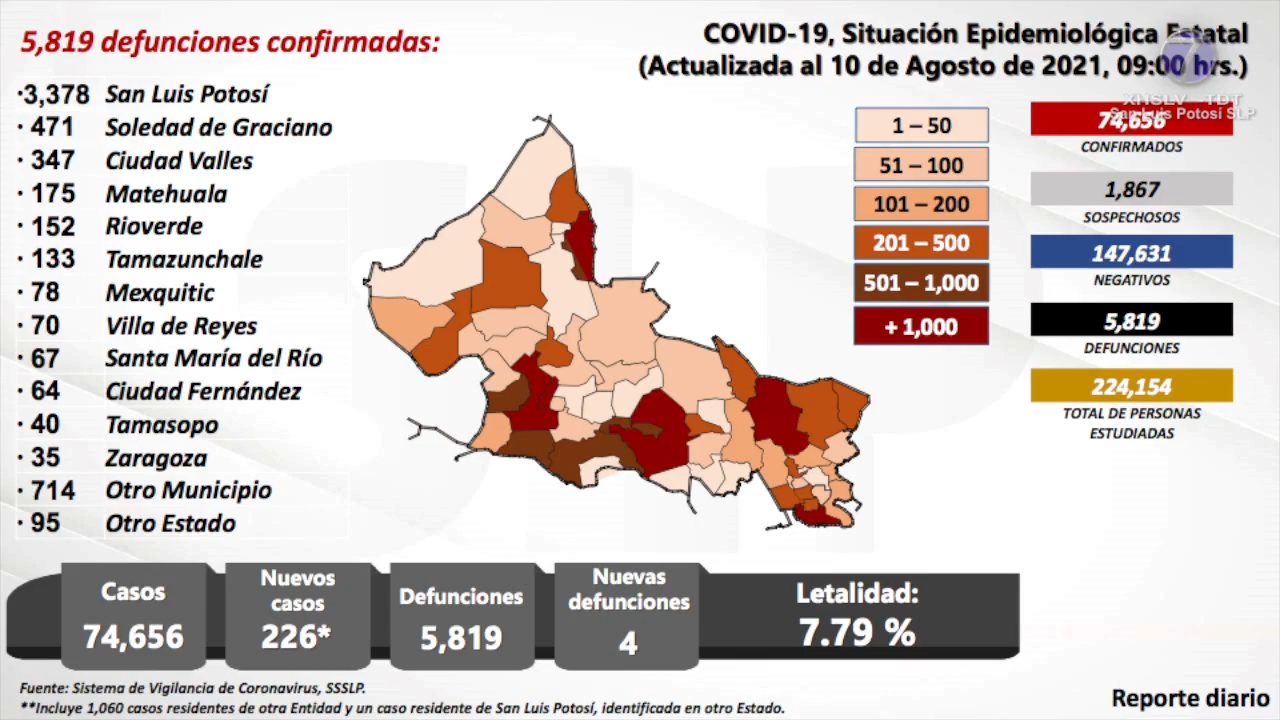 5,819 defunciones confirmadas:
COVID-19, Situación Epidemiológica Estatal
(Actualizada al 10 de Agosto de 2021, 09:00 hrs.)
7
XHSLV - TDT
San Luis Potosí SLP
·3,378 San Luis Potosí
· 471 Soledad de Graciano
· 347 Ciudad Valles
· 175 Matehuala
· 152 Rioverde
· 133 Tamazunchale
· 78 Mexquitic
· 70 Villa de Reyes
· 67 Santa María del Río
· 64 Ciudad Fernández
· 40 Tamasopo
· 35 Zaragoza
· 714 Otro Municipio
· 95 Otro Estado
1 – 50
51 – 100
101 – 200
201 – 500
501 – 1,000
+ 1,000
74,656
CONFIRMADOS
1,867
SOSPECHOSOS
147,631
NEGATIVOS
5,819
DEFUNCIONES
224,154
TOTAL DE PERSONAS
ESTUDIADAS
Casos
74,656
Nuevos
casos
226*
Defunciones
5,819
Nuevas
defunciones
4
Letalidad:
7.79 %
Fuente: Sistema de Vigilancia de Coronavirus, SSSLP.
**Incluye 1,060 casos residentes de otra Entidad y un caso residente de San Luis Potosí, identificada en otro Estado.
Reporte diario